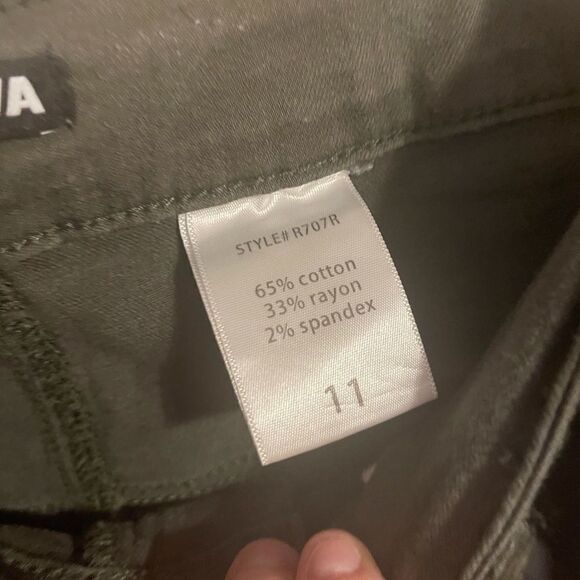 STYLE# R707R
65% cotton
33% rayon
2% spandex
11